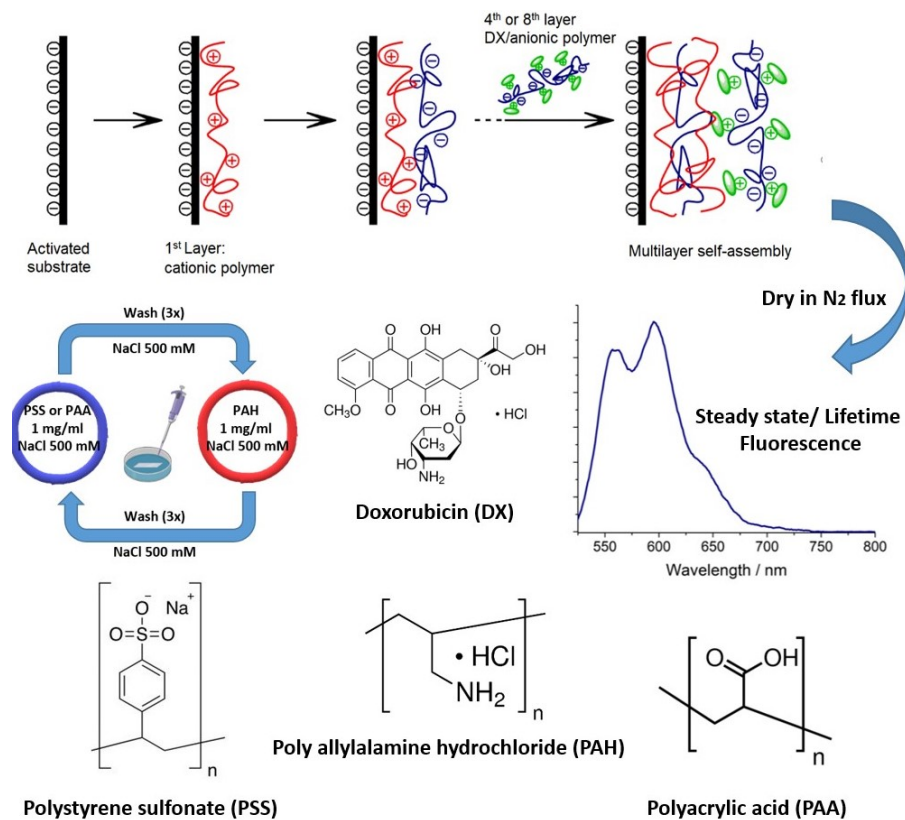 4th or 8th layer
DX/anionic polymer
Activated
substrate
1st Layer:
cationic polymer
Multilayer self-assembly
Dry in N2 flux
Wash (3x)
NaCl 500 mM
PSS or PAA
1 mg/ml
NaCl 500 mM
PAH
1 mg/ml
NaCl 500 mM
Wash (3x)
NaCl 500 mM
O
OH
O
OH
OH
OH
H3CO
O
OH
O
• HCl
O
CH3
HO
NH2
Doxorubicin (DX)
Steady state/ Lifetime
Fluorescence
550 600 650 700 750 800
Wavelength / nm
O- Na+
O=S=O
n
Polystyrene sulfonate (PSS)
• HCl
NH2
n
Poly allylalamine hydrochloride (PAH)
O
OH
n
Polyacrylic acid (PAA)